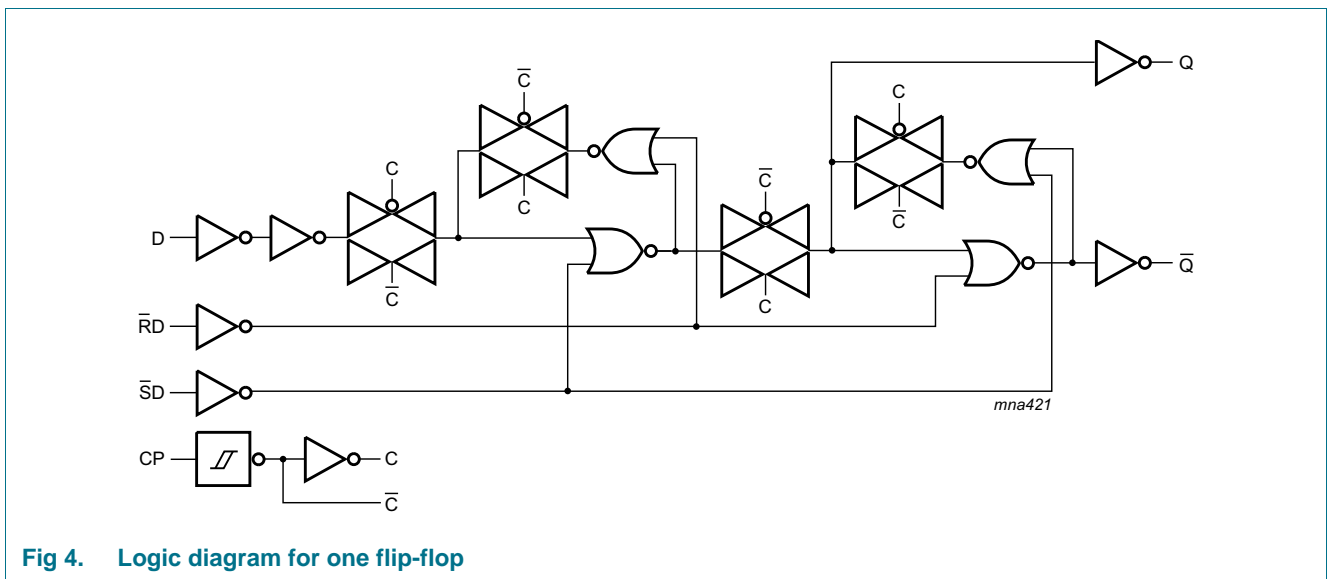 Q
C̅
C
C
C̅
C
C̅
D
C
C̅
Q̅
C̅
C
R̅D
S̅D
mna421
CP
C
C̅
Fig 4. Logic diagram for one flip-flop